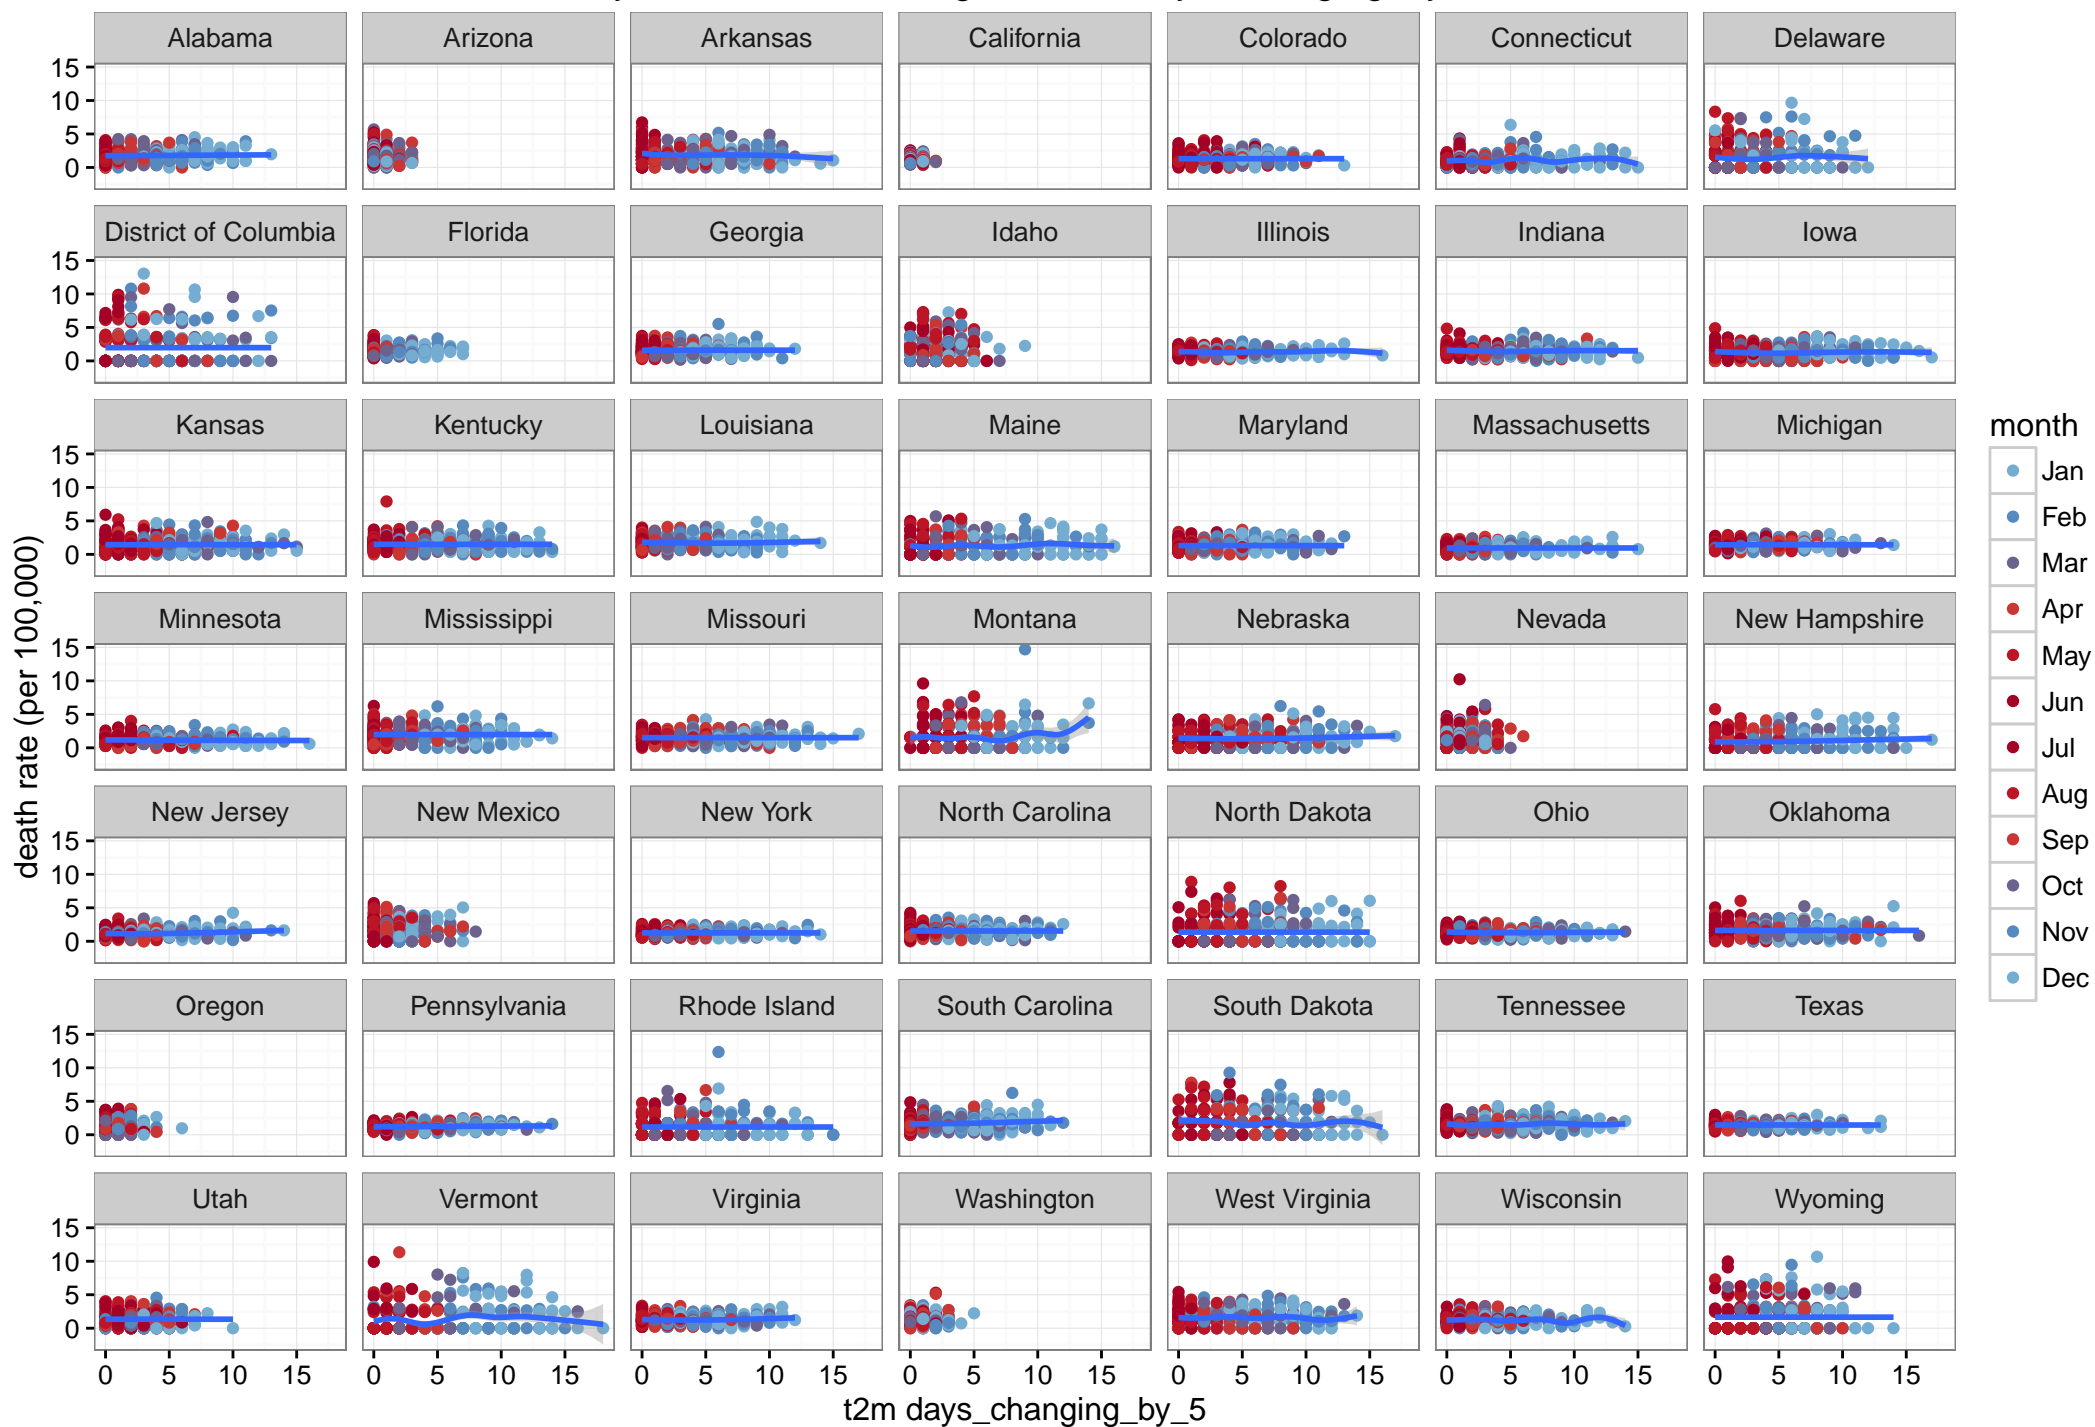 Alabama Arizona Arkansas California Colorado Connecticut Delaware
15
10
5
0
District of Columbia Florida Georgia Idaho Illinois Indiana Iowa
15
10
5
0
Kansas Kentucky Louisiana Maine Maryland Massachusetts Michigan
15
10
5
0
Minnesota Mississippi Missouri Montana Nebraska Nevada New Hampshire
15
10
5
0
New Jersey New Mexico New York North Carolina North Dakota Ohio Oklahoma
15
10
5
0
Oregon Pennsylvania Rhode Island South Carolina South Dakota Tennessee Texas
15
10
5
0
Utah Vermont Virginia Washington West Virginia Wisconsin Wyoming
15
10
5
0
0 5 10 15 0 5 10 15 0 5 10 15 0 5 10 15 0 5 10 15 0 5 10 15 0 5 10 15
t2m days_changing_by_5
death rate (per 100,000)
month
Jan
Feb
Mar
Apr
May
Jun
Jul
Aug
Sep
Oct
Nov
Dec